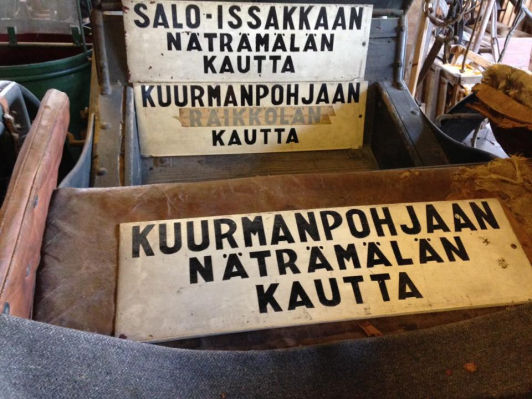 SALO-ISSAKKAAN
NÄTRÄMÄLÄN
KAUTTA
KUURMANPOHJAAN
RAIKKOLAN
KAUTTA
KUURMANPOHJAAN
NÄTRÄMÄLÄN
KAUTTA